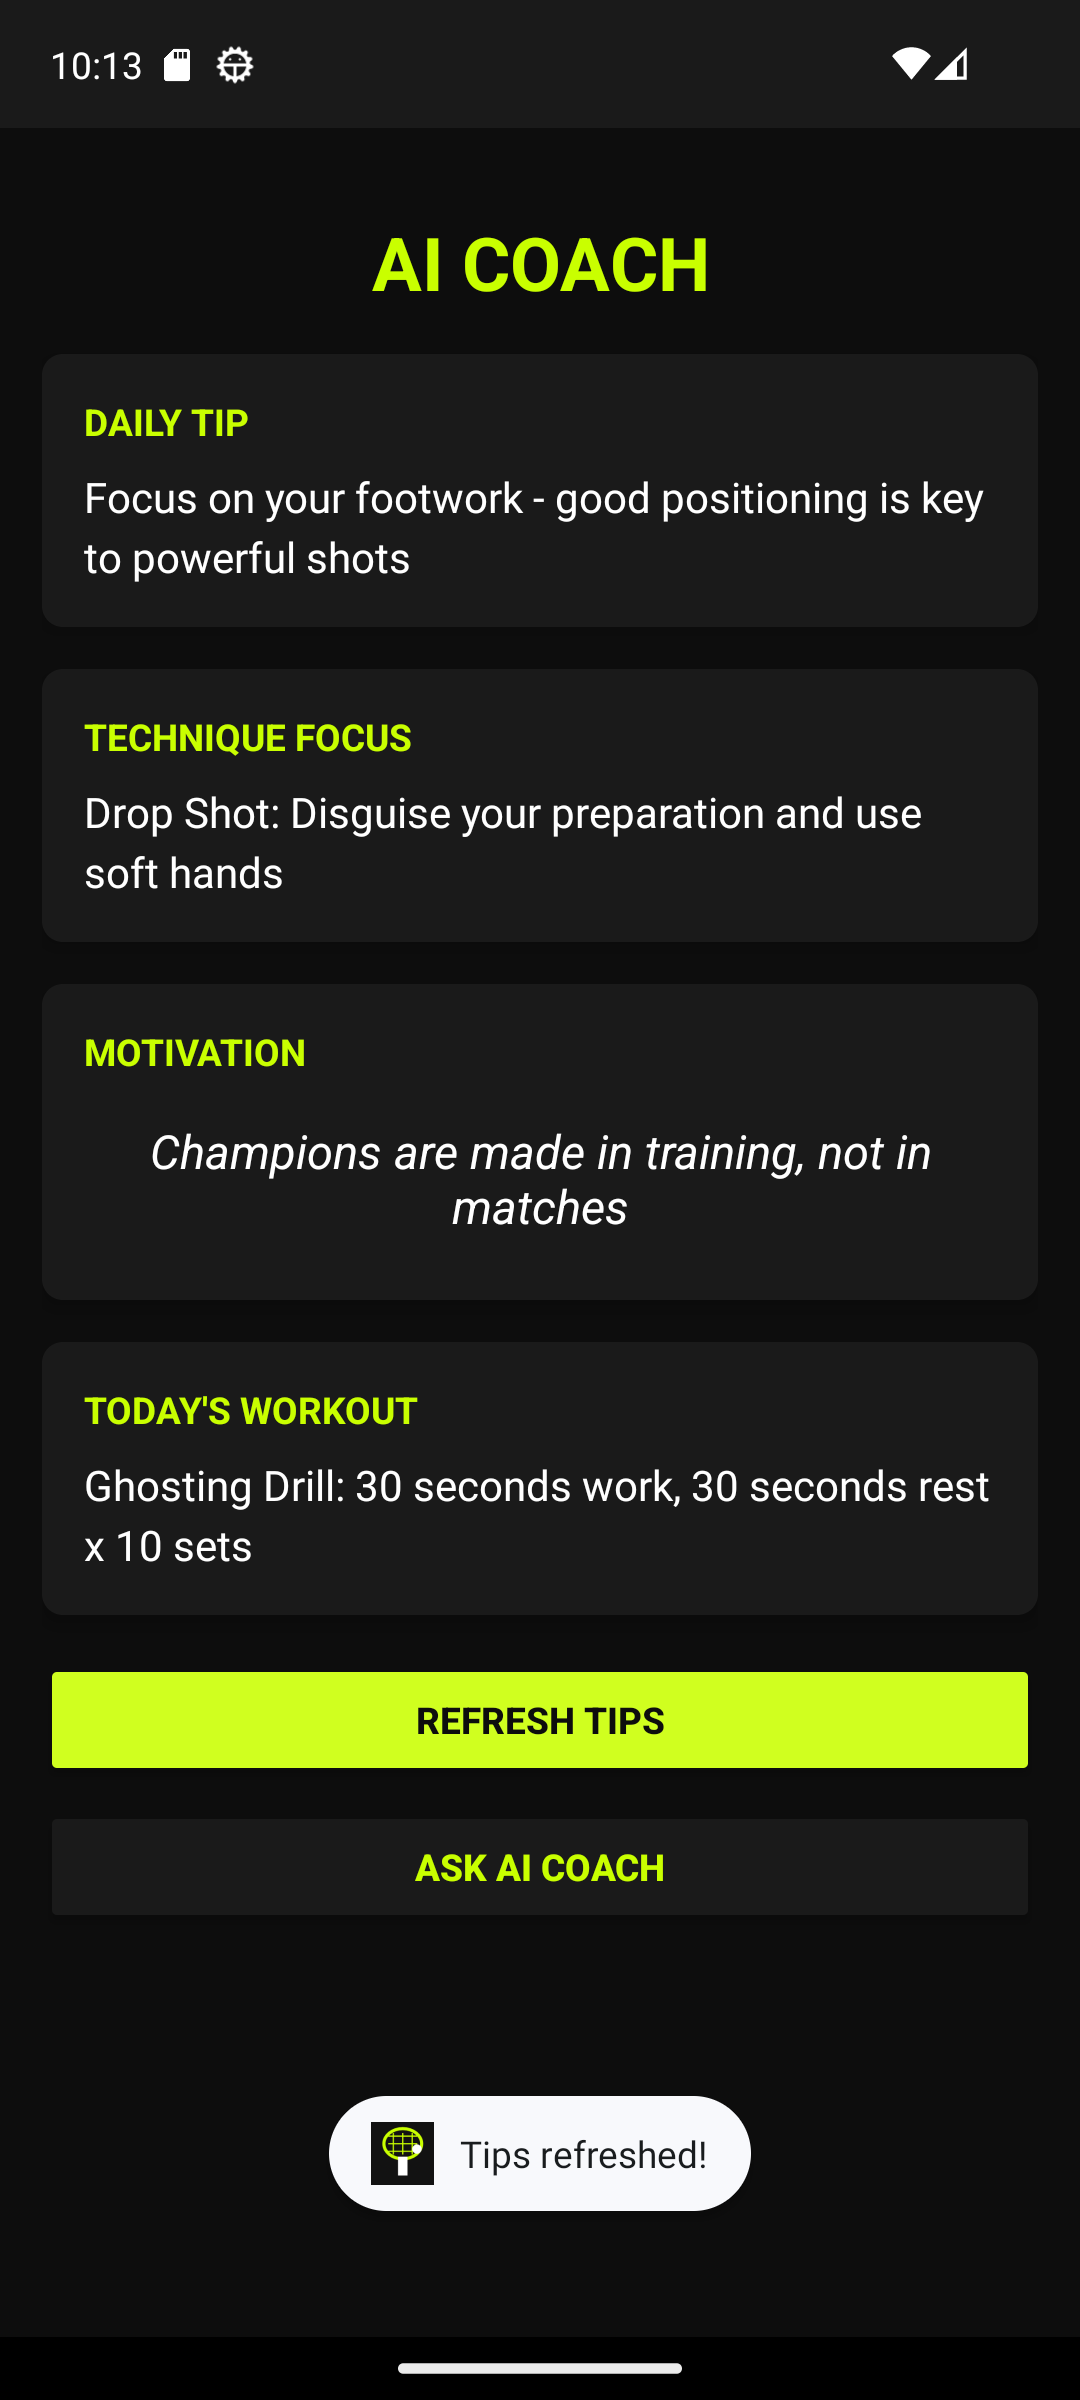 10:13
AI COACH
DAILY TIP
Focus on your footwork - good positioning is key
to powerful shots
TECHNIQUE FOCUS
Drop Shot: Disguise your preparation and use
soft hands
MOTIVATION
Champions are made in training, not in
matches
TODAY'S WORKOUT
Ghosting Drill: 30 seconds work, 30 seconds rest
x 10 sets
REFRESH TIPS
ASK AI COACH
Tips refreshed!